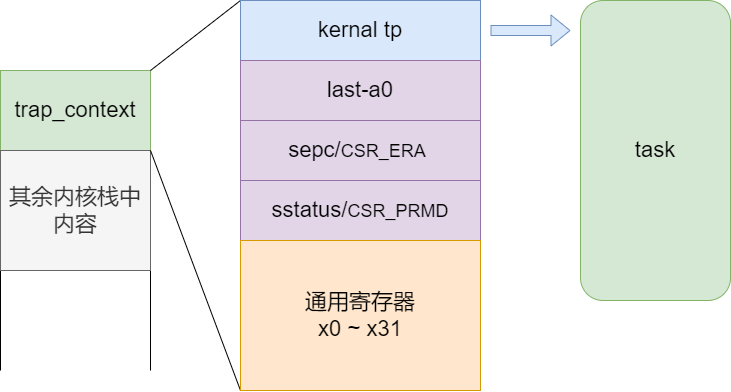 trap_context
其余内核栈中
内容
kernal tp
last-a0
sepc/CSR_ERA
sstatus/CSR_PRMD
通用寄存器
x0 ~ x31
task